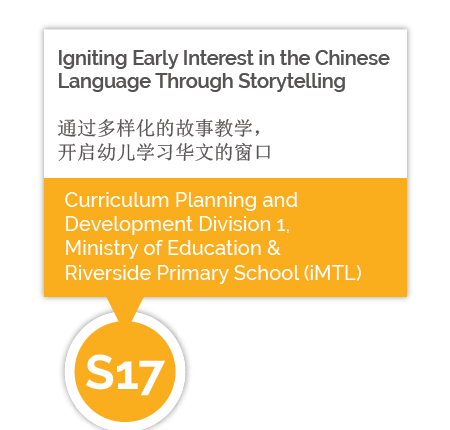 Igniting Early Interest in the Chinese
Language Through Storytelling
通过多样化的故事教学，
开启幼儿学习华文的窗口
Curriculum Planning and
Development Division 1,
Ministry of Education &
Riverside Primary School (iMTL)
S17